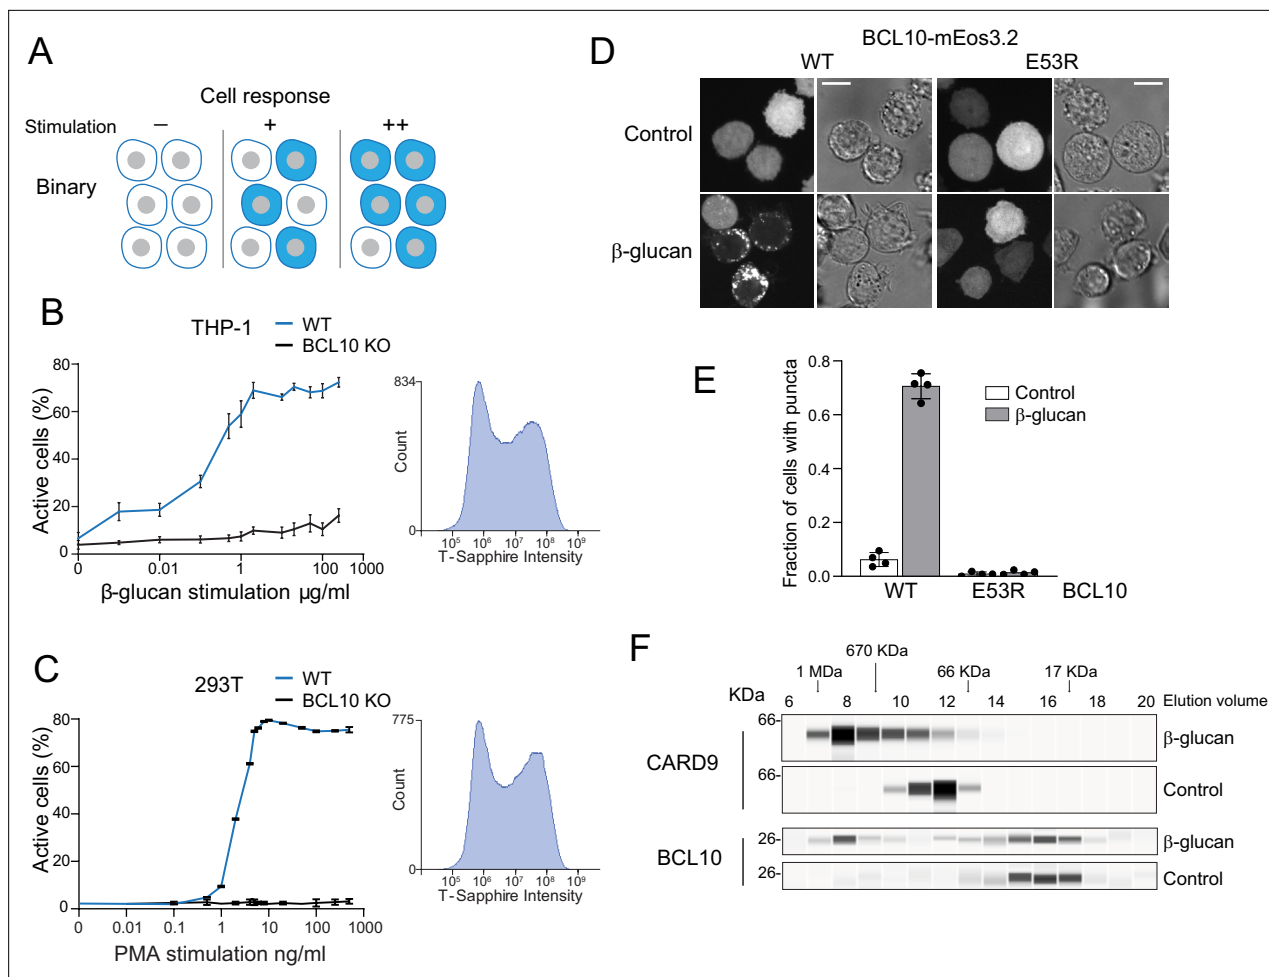 A
Cell response
Stimulation − + ++
Binary
B
THP-1
WT
BCL10 KO
Active cells (%)
80
60
40
20
0
0 0.01 1 100 1000
β-glucan stimulation µg/ml
834
Count
0
10⁵ 10⁶ 10⁷ 10⁸ 10⁹
T-Sapphire Intensity
C
293T
WT
BCL10 KO
Active cells (%)
80
60
40
20
0
0 0.01 0.1 1 10 100 1000
PMA stimulation ng/ml
775
Count
0
10⁵ 10⁶ 10⁷ 10⁸ 10⁹
T-Sapphire Intensity
D
BCL10-mEos3.2
WT E53R
Control
β-glucan
E
Fraction of cells with puncta
0.8
0.6
0.4
0.2
0.0
Control
β-glucan
WT E53R BCL10
F
670 KDa
1 MDa 66 KDa 17 KDa
KDa 6 8 10 12 14 16 18 20 Elution volume
CARD9
66- β-glucan
66- Control
BCL10
26- β-glucan
26- Control